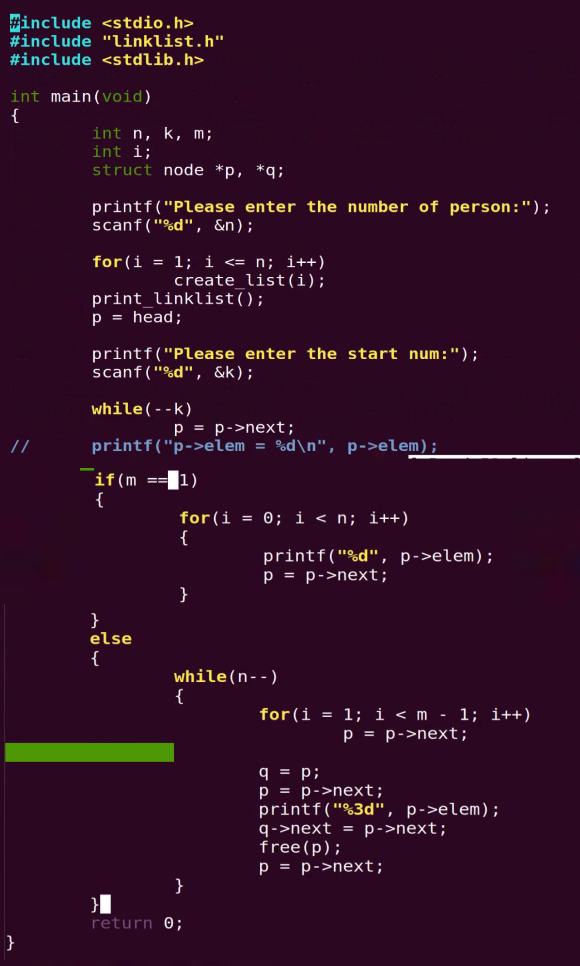 #include <stdio.h>
#include "linklist.h"
#include <stdlib.h>
int main(void)
{
int n, k, m;
int i;
struct node *p, *q;
printf("Please enter the number of person:");
scanf("%d", &n);
for(i = 1; i <= n; i++)
create_list(i);
print_linklist();
p = head;
printf("Please enter the start num:");
scanf("%d", &k);
while(--k)
p = p->next;
// printf("p->elem = %d\n", p->elem);
if(m == 1)
{
for(i = 0; i < n; i++)
{
printf("%d", p->elem);
p = p->next;
}
}
else
{
while(n--)
{
for(i = 1; i < m - 1; i++)
p = p->next;
q = p;
p = p->next;
printf("%3d", p->elem);
q->next = p->next;
free(p);
p = p->next;
}
}
return 0;
}